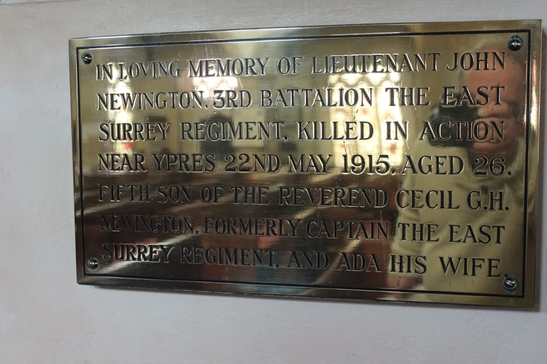 IN LOVING MEMORY OF LIEUTENANT JOHN
NEWINGTON, 3RD BATTALION THE EAST
SURREY REGIMENT, KILLED IN ACTION
NEAR YPRES 22ND MAY 1915, AGED 26.
FIFTH SON OF THE REVEREND CECIL G.H.
NEWINGTON, FORMERLY CAPTAIN THE EAST
SURREY REGIMENT, AND ADA HIS WIFE.